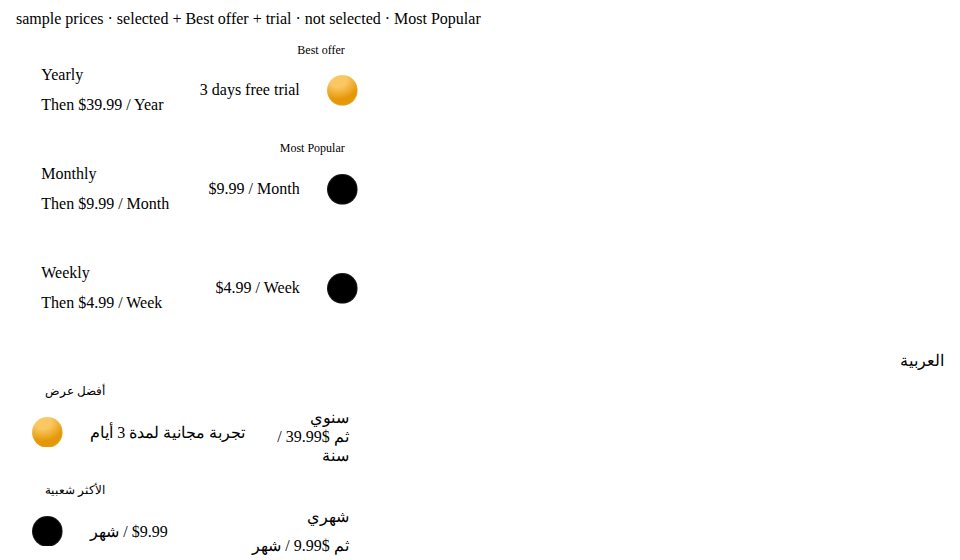 sample prices · selected + Best offer + trial · not selected · Most Popular
Best offer
Yearly
3 days free trial
Then $39.99 / Year
Most Popular
Monthly
$9.99 / Month
Then $9.99 / Month
Weekly
$4.99 / Week
Then $4.99 / Week
العربية
أفضل عرض
سنوي
تجربة مجانية لمدة 3 أيام
ثم $39.99 /
سنة
الأكثر شعبية
شهري
$9.99 / شهر
ثم $9.99 / شهر